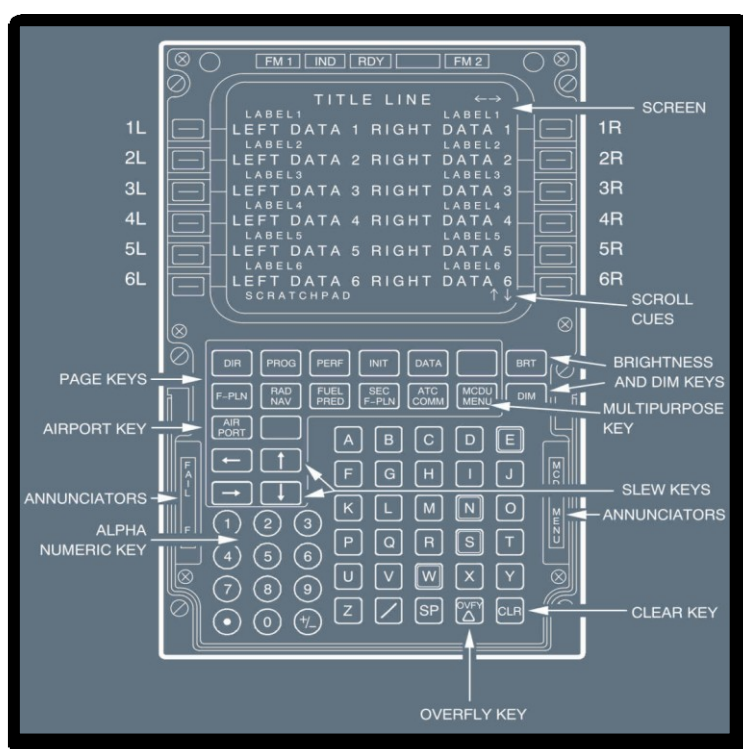 FM 1 IND RDY FM 2
TITLE LINE ←→
SCREEN
LABEL1 LABEL1
1L LEFT DATA 1 RIGHT DATA 1 1R
LABEL2 LABEL2
2L LEFT DATA 2 RIGHT DATA 2 2R
LABEL3 LABEL3
3L LEFT DATA 3 RIGHT DATA 3 3R
LABEL4 LABEL4
4L LEFT DATA 4 RIGHT DATA 4 4R
LABEL5 LABEL5
5L LEFT DATA 5 RIGHT DATA 5 5R
LABEL6 LABEL6
6L LEFT DATA 6 RIGHT DATA 6 6R
SCRATCHPAD ↑↓
SCROLL
CUES
DIR PROG PERF INIT DATA BRT
BRIGHTNESS
AND DIM KEYS
PAGE KEYS
F-PLN RAD NAV FUEL PRED SEC F-PLN ATC COMM MCDU MENU DIM
MULTIPURPOSE
KEY
AIRPORT KEY
AIR PORT
A B C D E
← ↑
F G H I J
→ ↓
SLEW KEYS
ANNUNCIATORS
FAIL F
MCD MENU
ANNUNCIATORS
K L M N O
1 2 3
ALPHA
NUMERIC KEY
P Q R S T
4 5 6
U V W X Y
7 8 9
Z / SP OVFY △ CLR
• 0 +/-
CLEAR KEY
OVERFLY KEY